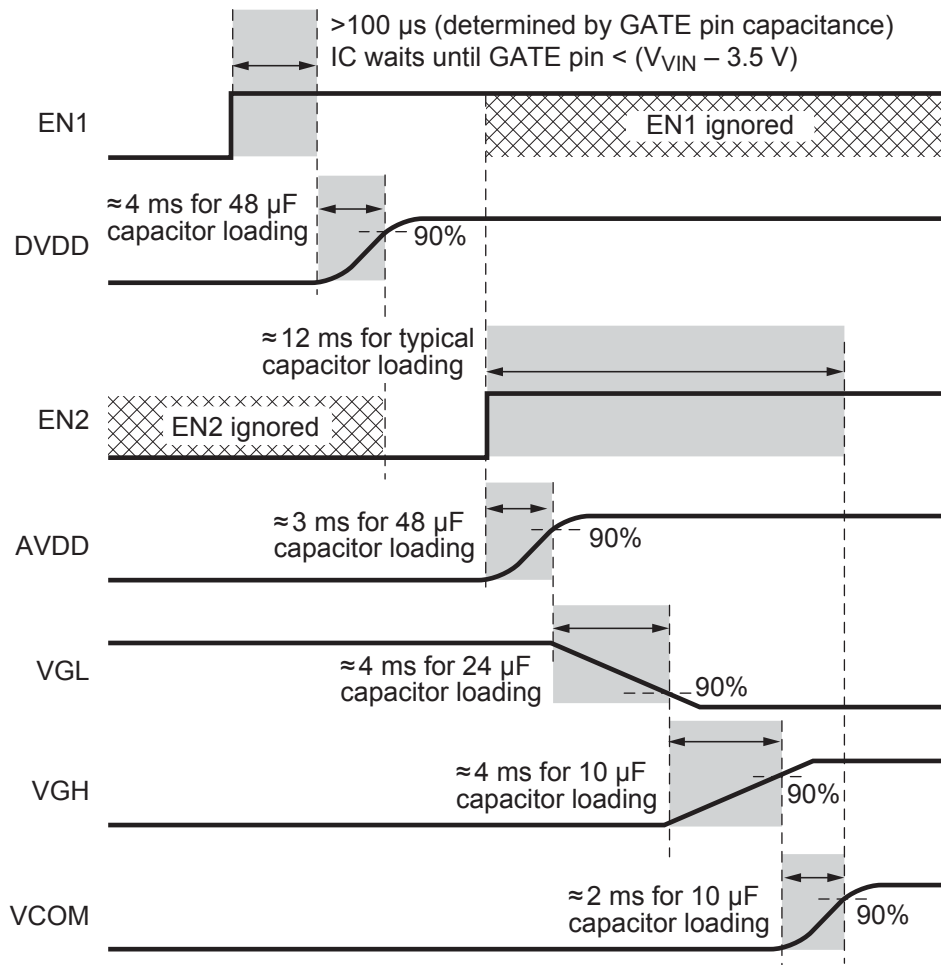 >100 µs (determined by GATE pin capacitance)
IC waits until GATE pin < (VVIN – 3.5 V)
EN1
EN1 ignored
≈4 ms for 48 µF
capacitor loading
90%
DVDD
≈12 ms for typical
capacitor loading
EN2
EN2 ignored
≈3 ms for 48 µF
capacitor loading
90%
AVDD
VGL
≈4 ms for 24 µF
capacitor loading
90%
VGH
≈4 ms for 10 µF
capacitor loading
90%
VCOM
≈2 ms for 10 µF
capacitor loading
90%